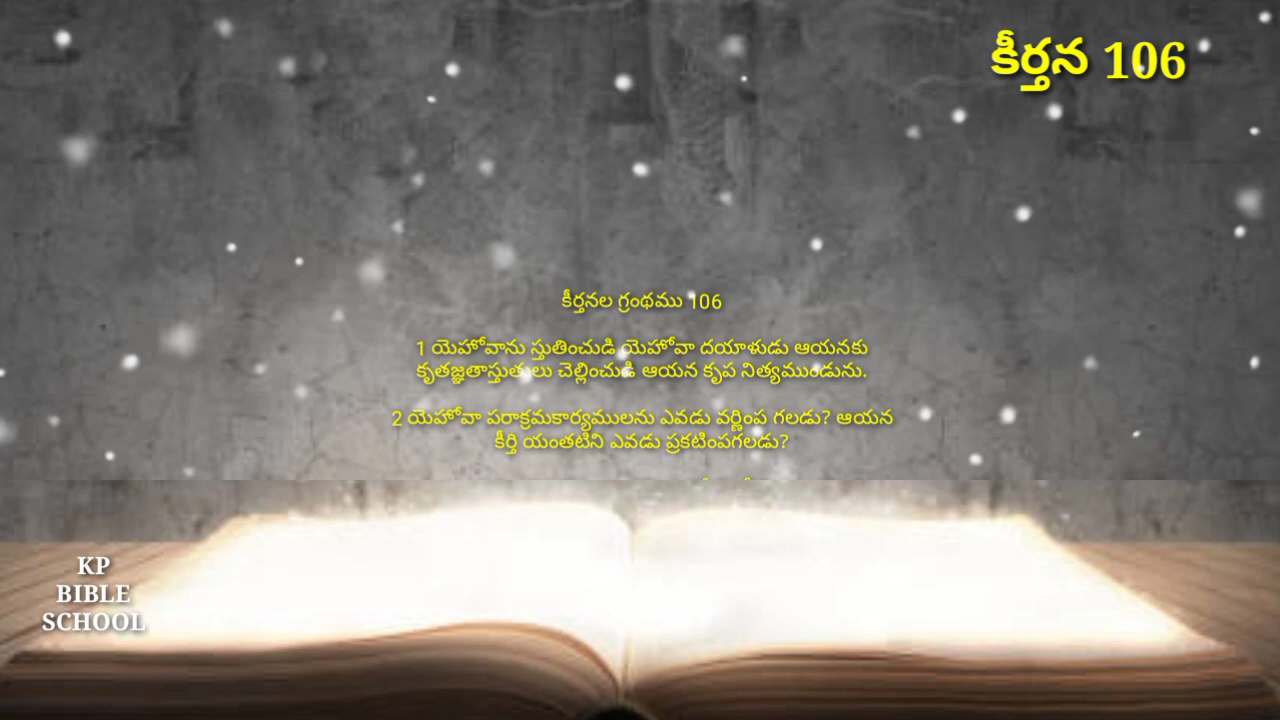 కీర్తన 106
కీర్తనల గ్రంథము 106
1 యెహోవాను స్తుతించుడి యెహోవా దయాళుడు ఆయనకు
కృతజ్ఞతాస్తుతులు చెల్లించుడి ఆయన కృప నిత్యముండును.
2 యెహోవా పరాక్రమకార్యములను ఎవడు వర్ణింప గలడు? ఆయన
కీర్తి యంతటిని ఎవడు ప్రకటింపగలడు?
KP
BIBLE
SCHOOL